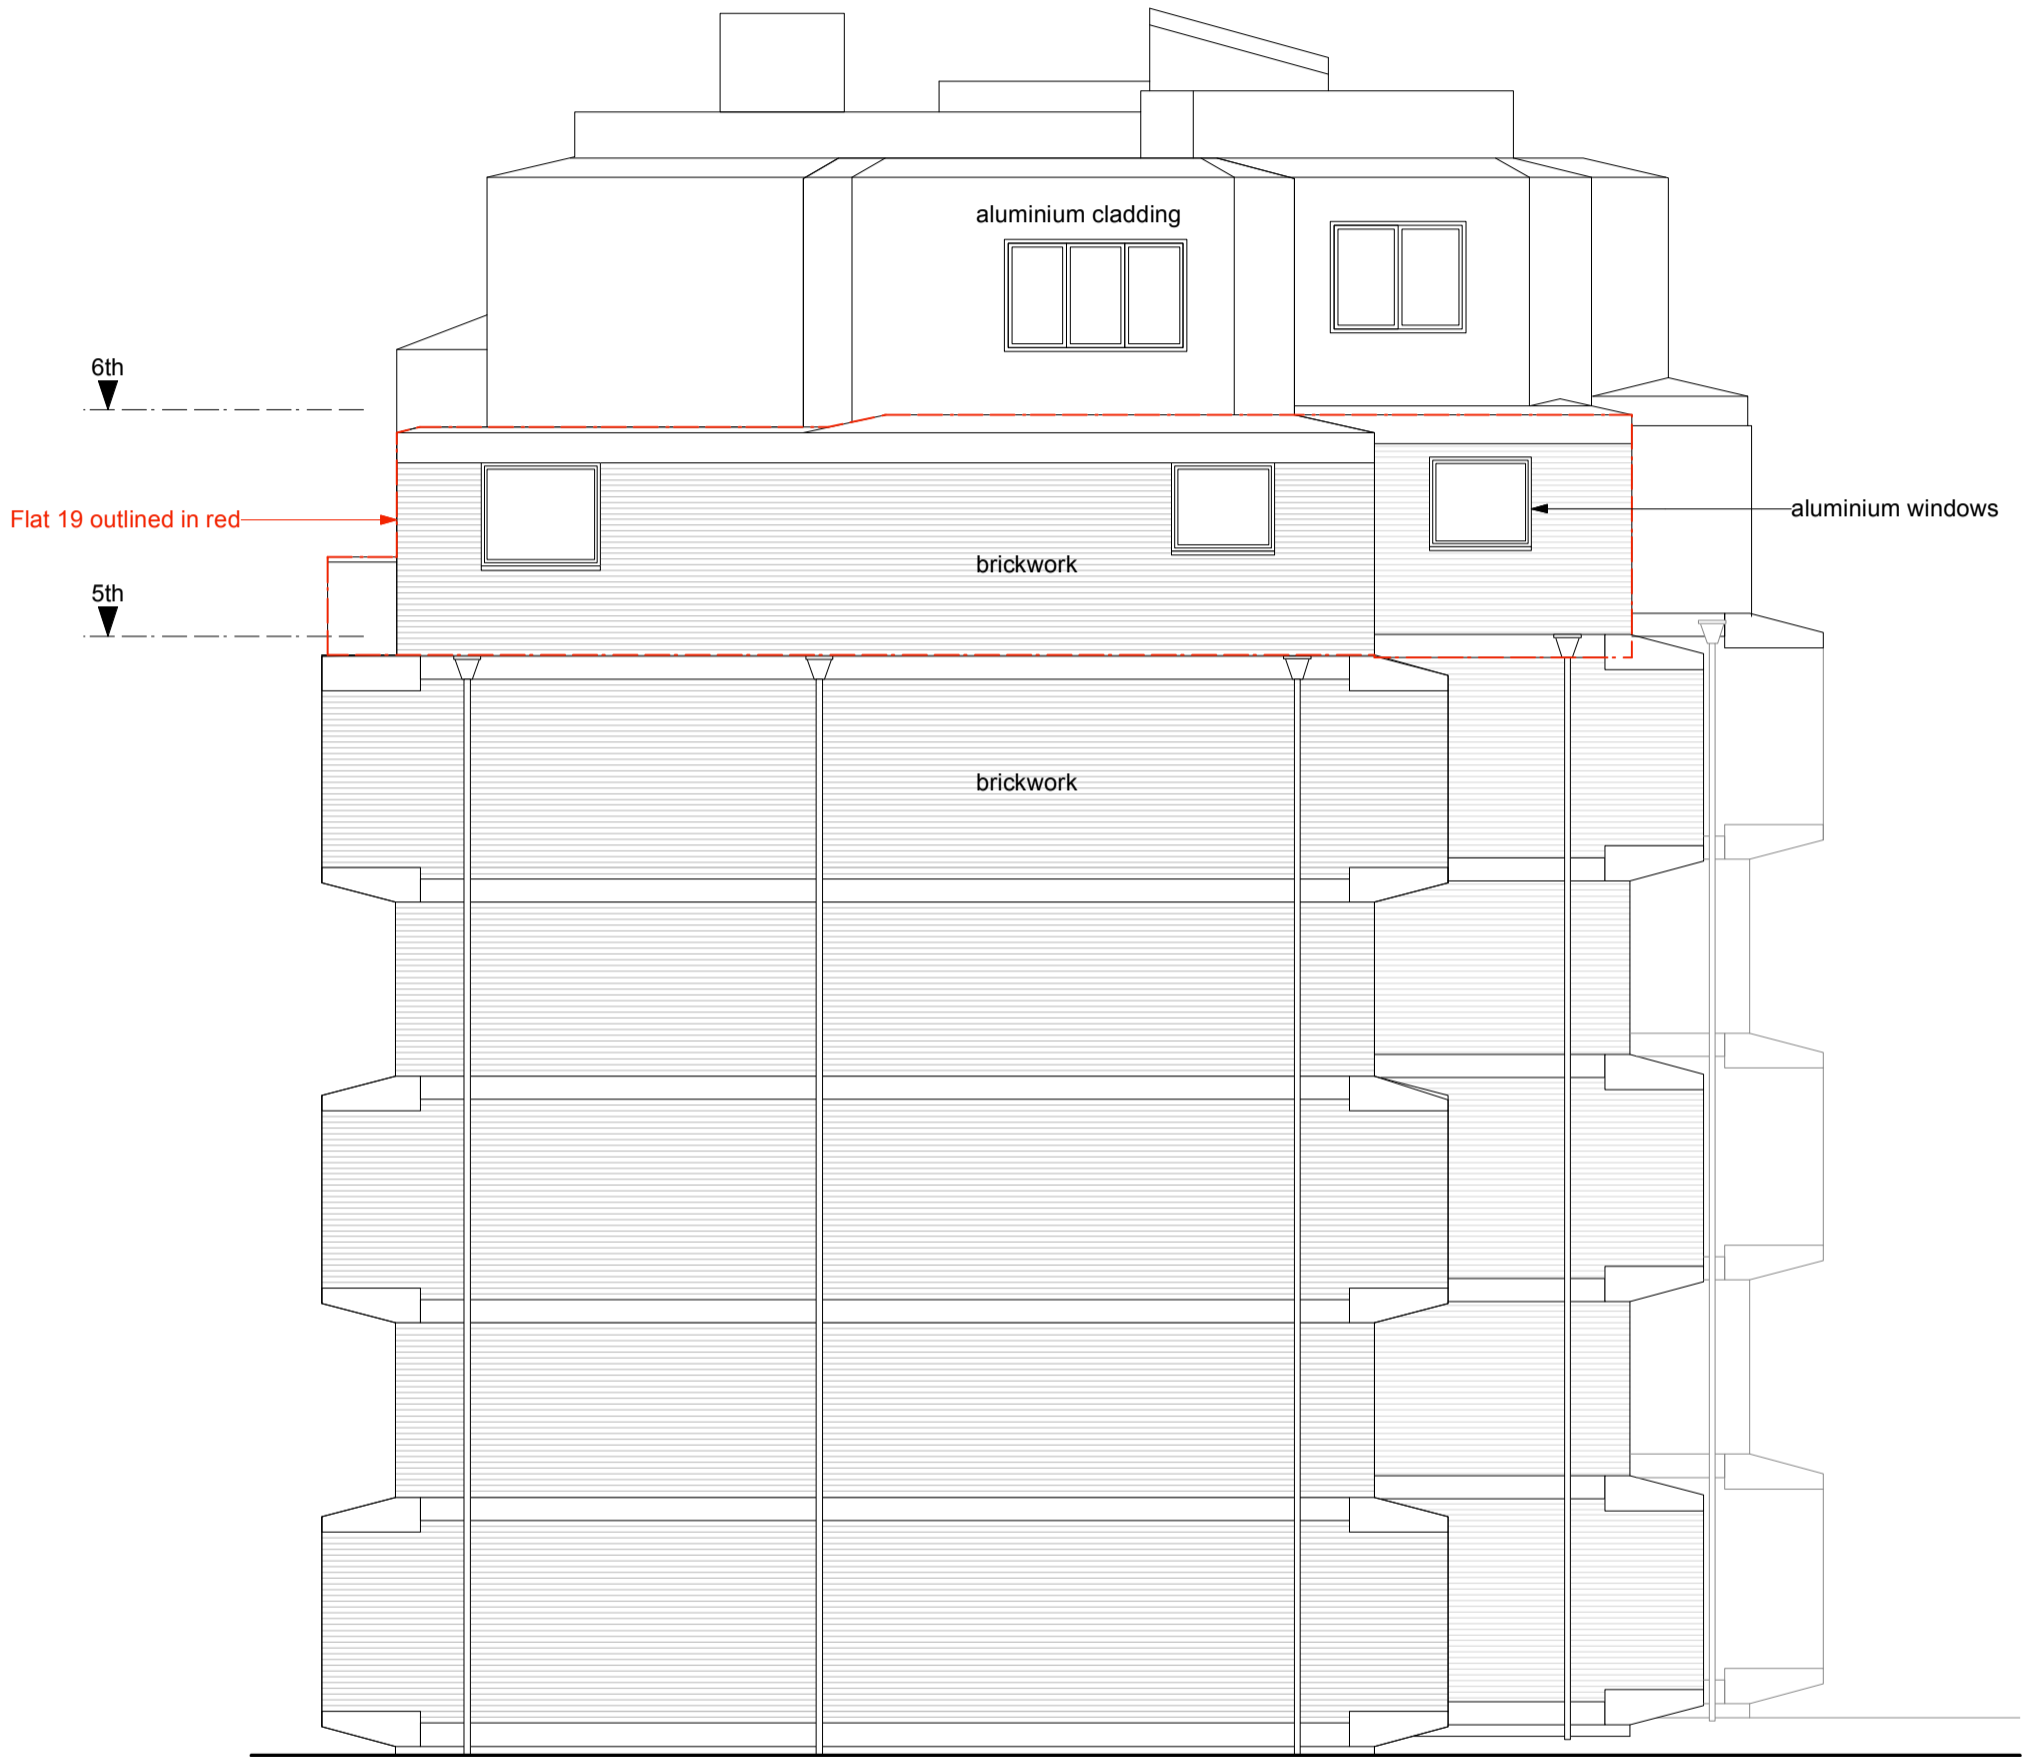 aluminium cladding
6th
Flat 19 outlined in red
aluminium windows
brickwork
5th
brickwork